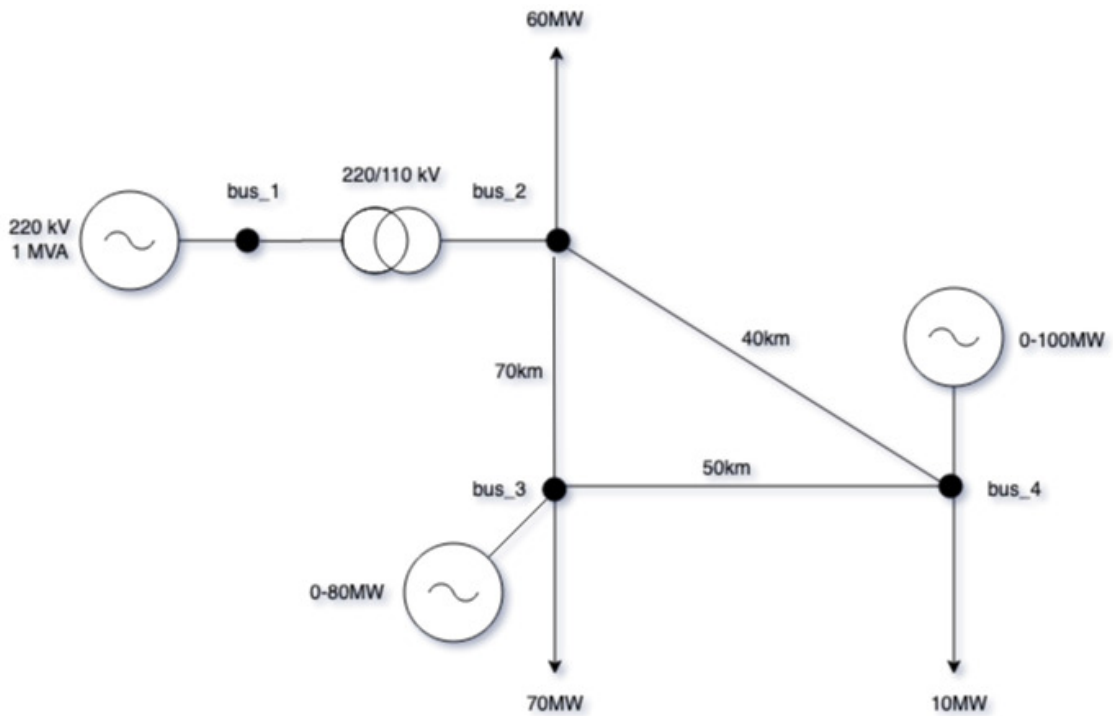 60MW
220/110 kV
bus_1
bus_2
220 kV
1 MVA
40km
0-100MW
70km
50km
bus_3
bus_4
0-80MW
70MW
10MW